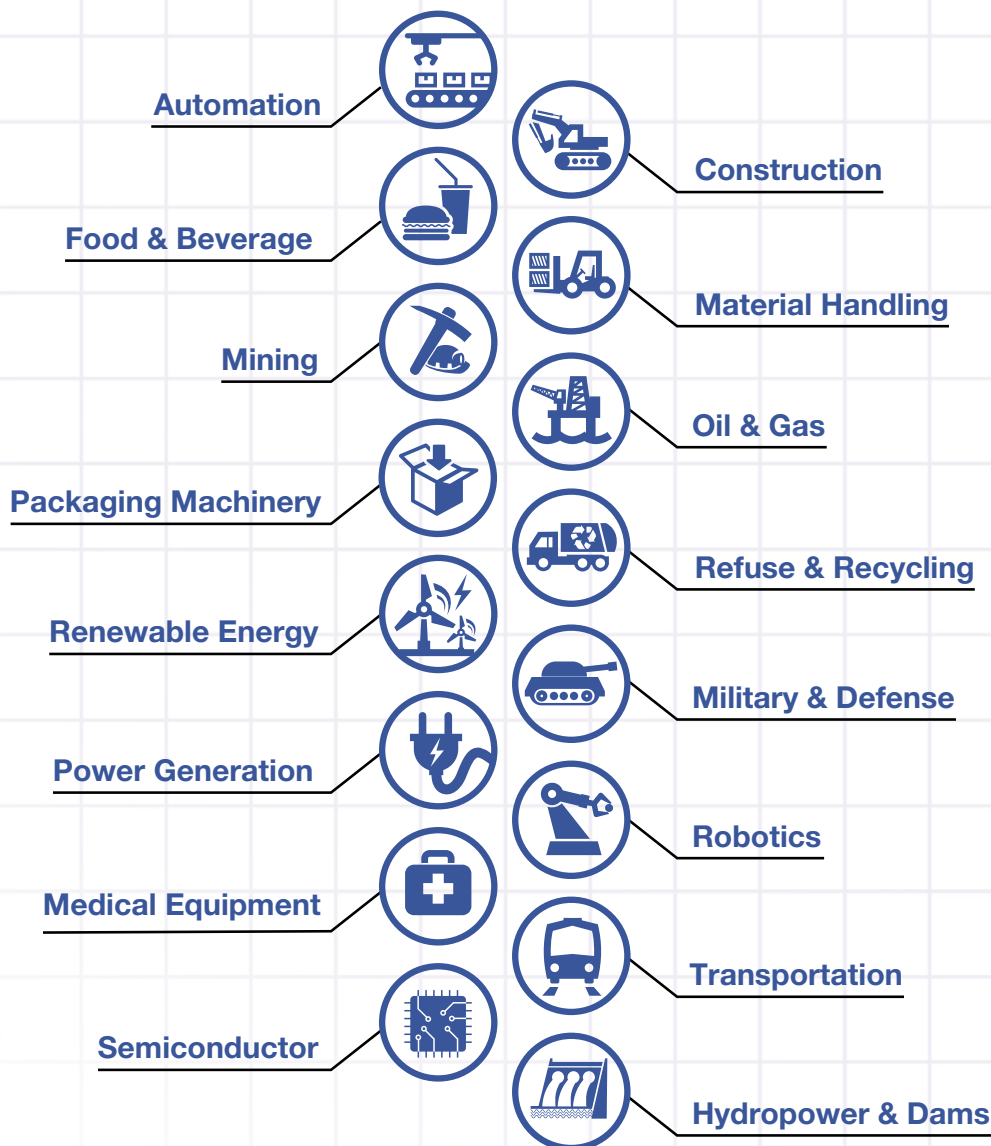 Automation
Construction
Food & Beverage
Material Handling
Mining
Oil & Gas
Packaging Machinery
Refuse & Recycling
Renewable Energy
Military & Defense
Power Generation
Robotics
Medical Equipment
Transportation
Semiconductor
Hydropower & Dams